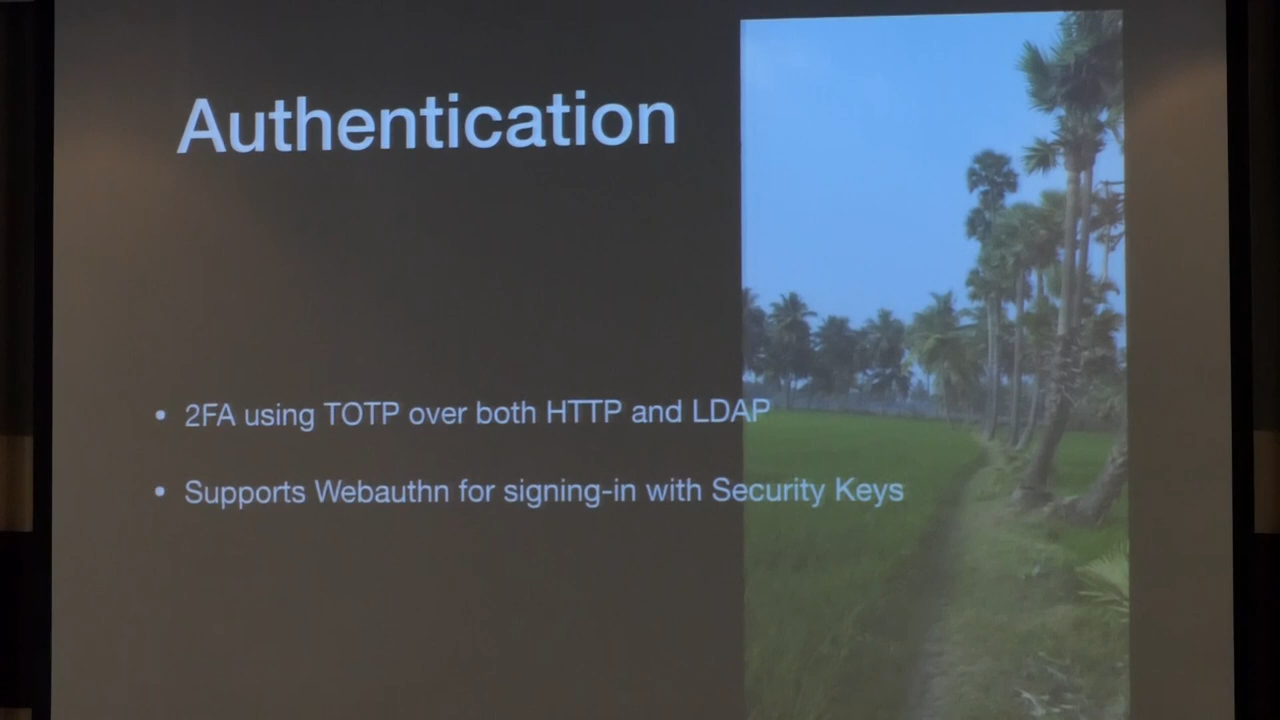 Authentication
• 2FA using TOTP over both HTTP and LDAP
• Supports Webauthn for signing-in with Security Keys